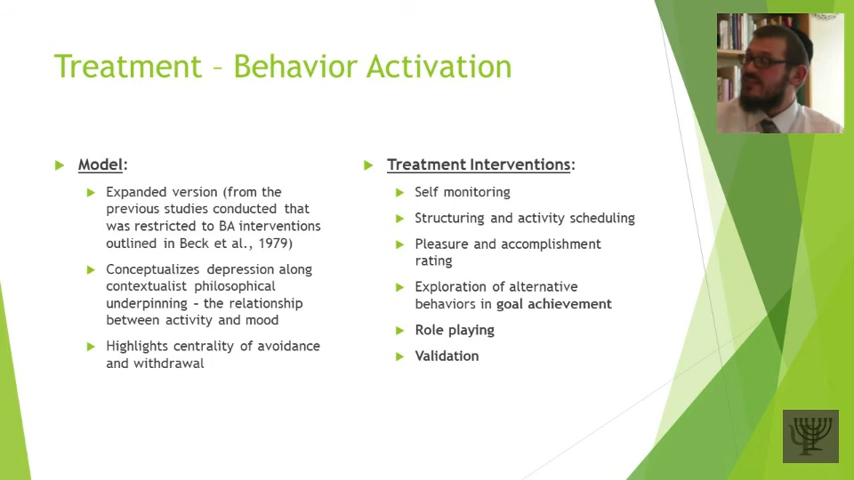 Treatment – Behavior Activation
Model:
Expanded version (from the
previous studies conducted that
was restricted to BA interventions
outlined in Beck et al., 1979)
Conceptualizes depression along
contextualist philosophical
underpinning – the relationship
between activity and mood
Highlights centrality of avoidance
and withdrawal
Treatment Interventions:
Self monitoring
Structuring and activity scheduling
Pleasure and accomplishment
rating
Exploration of alternative
behaviors in goal achievement
Role playing
Validation